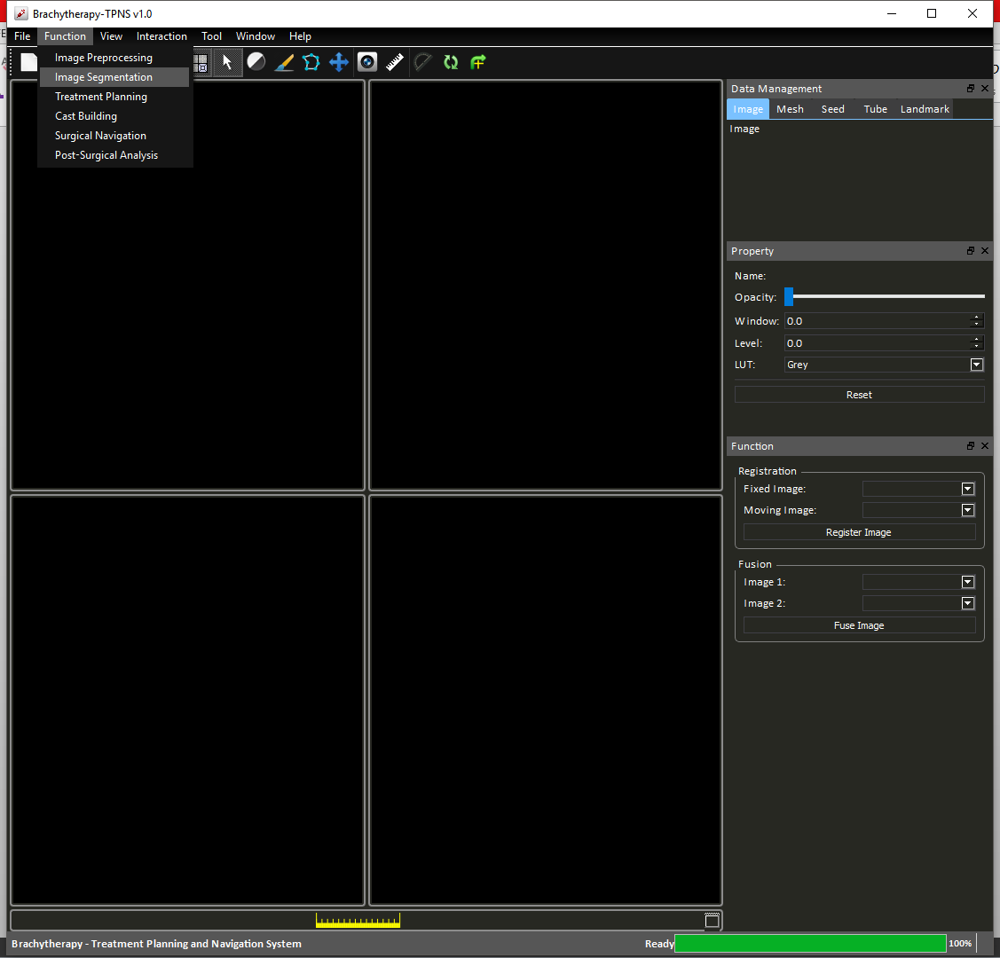 Brachytherapy-TPNS v1.0
File Function View Interaction Tool Window Help
Image Preprocessing
Image Segmentation
Treatment Planning
Cast Building
Surgical Navigation
Post-Surgical Analysis
Data Management
Image Mesh Seed Tube Landmark
Image
Property
Name:
Opacity:
Window: 0.0
Level: 0.0
LUT: Grey
Reset
Function
Registration
Fixed Image:
Moving Image:
Register Image
Fusion
Image 1:
Image 2:
Fuse Image
Brachytherapy - Treatment Planning and Navigation System
Ready 100%